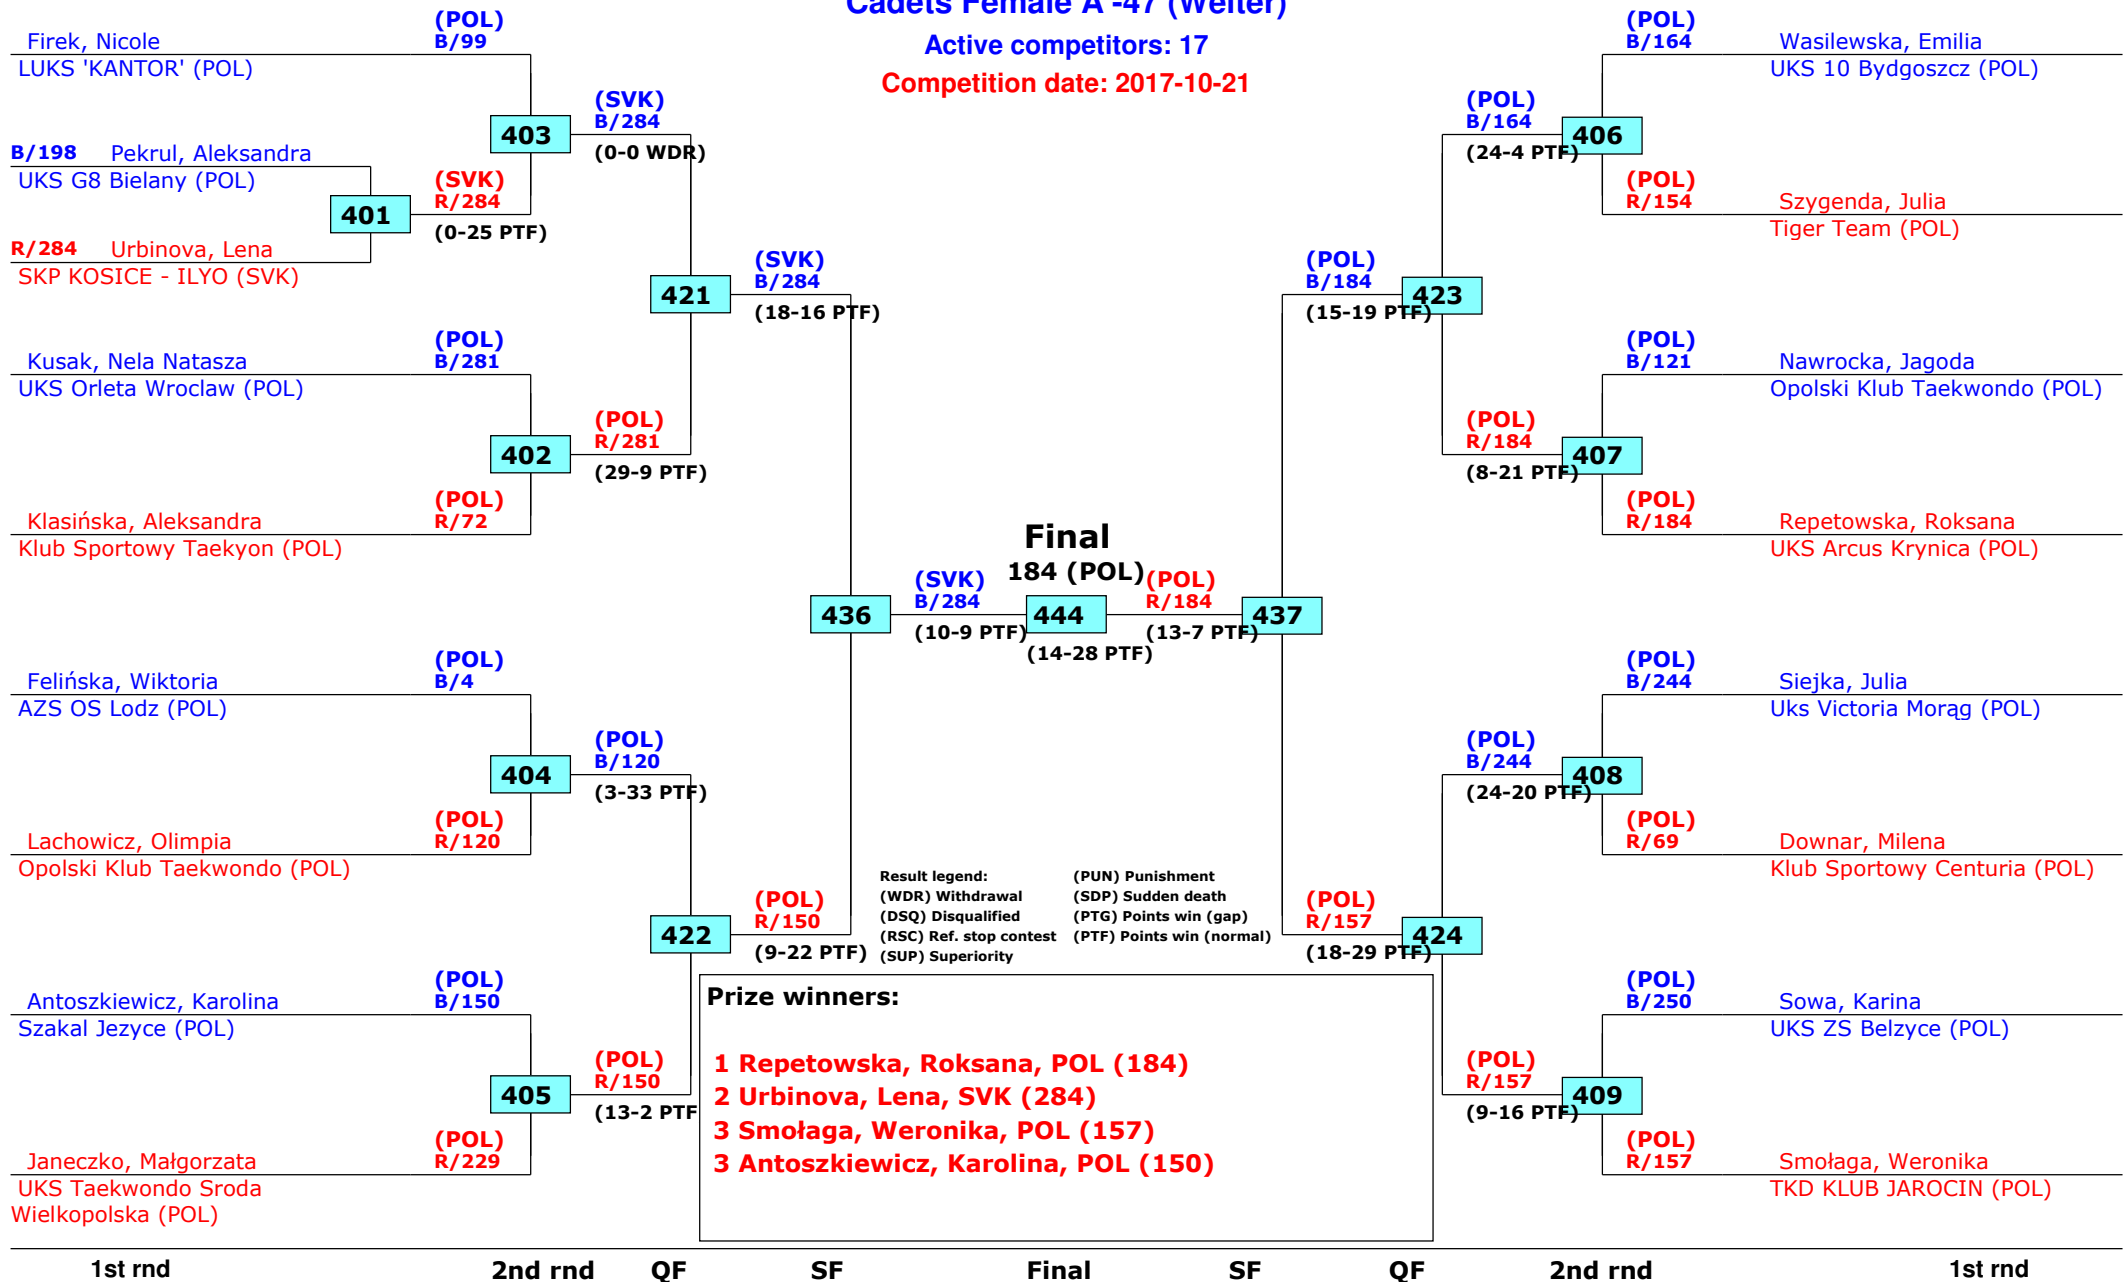 Cadets Female A -47 (Welter)
Active competitors: 17
Competition date: 2017-10-21
(POL)
Firek, Nicole B/99
LUKS 'KANTOR' (POL)
(SVK)
B/284
403
(0-0 WDR)
B/198 Pekrul, Aleksandra
UKS G8 Bielany (POL)
(SVK)
R/284
401
(0-25 PTF)
R/284 Urbinova, Lena
SKP KOSICE - ILYO (SVK)
(SVK)
B/284
421
(18-16 PTF)
(POL)
Kusak, Nela Natasza B/281
UKS Orleta Wroclaw (POL)
(POL)
R/281
402
(29-9 PTF)
(POL)
Klasińska, Aleksandra R/72
Klub Sportowy Taekyon (POL)
Final
184 (POL)
(SVK)
B/284
436
(10-9 PTF)
444
(14-28 PTF)
(POL)
R/184
437
(13-7 PTF)
(POL)
Felińska, Wiktoria B/4
AZS OS Lodz (POL)
(POL)
B/120
404
(3-33 PTF)
(POL)
Lachowicz, Olimpia R/120
Opolski Klub Taekwondo (POL)
(POL)
R/150
422
(9-22 PTF)
(POL)
Antoszkiewicz, Karolina B/150
Szakal Jezyce (POL)
(POL)
R/150
405
(13-2 PTF
(POL)
Janeczko, Małgorzata R/229
UKS Taekwondo Sroda
Wielkopolska (POL)
(POL)
B/164 Wasilewska, Emilia
UKS 10 Bydgoszcz (POL)
(POL)
B/164
406
(24-4 PTF)
(POL)
R/154 Szygenda, Julia
Tiger Team (POL)
(POL)
B/184
423
(15-19 PTF)
(POL)
B/121 Nawrocka, Jagoda
Opolski Klub Taekwondo (POL)
(POL)
R/184
407
(8-21 PTF)
(POL)
R/184 Repetowska, Roksana
UKS Arcus Krynica (POL)
(POL)
B/244 Siejka, Julia
Uks Victoria Morąg (POL)
(POL)
B/244
408
(24-20 PTF)
(POL)
R/69 Downar, Milena
Klub Sportowy Centuria (POL)
(POL)
R/157
424
(18-29 PTF)
(POL)
B/250 Sowa, Karina
UKS ZS Belzyce (POL)
(POL)
R/157
409
(9-16 PTF)
(POL)
R/157 Smołaga, Weronika
TKD KLUB JAROCIN (POL)
Result legend: (PUN) Punishment
(WDR) Withdrawal (SDP) Sudden death
(DSQ) Disqualified (PTG) Points win (gap)
(RSC) Ref. stop contest (PTF) Points win (normal)
(SUP) Superiority
Prize winners:
1 Repetowska, Roksana, POL (184)
2 Urbinova, Lena, SVK (284)
3 Smołaga, Weronika, POL (157)
3 Antoszkiewicz, Karolina, POL (150)
1st rnd 2nd rnd QF SF Final SF QF 2nd rnd 1st rnd